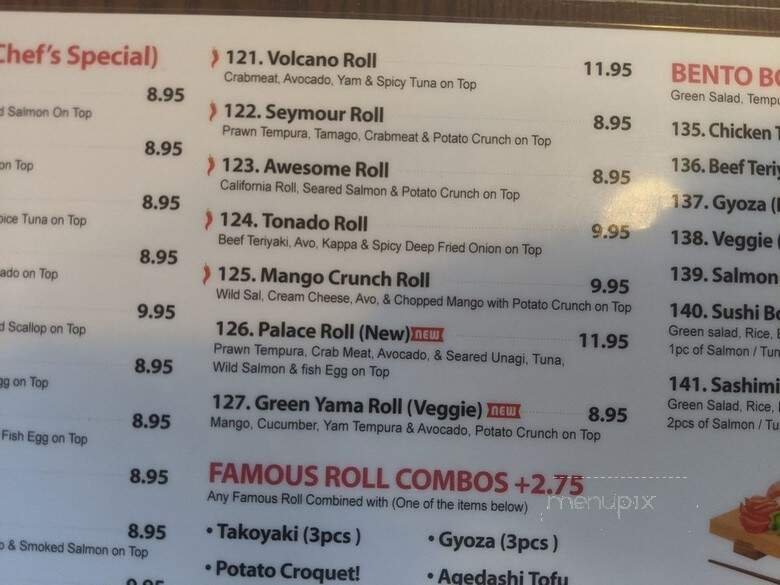 Chef's Special)
8.95
d Salmon On Top
8.95
on Top
8.95
pice Tuna on Top
8.95
ado on Top
9.95
d Scallop on Top
8.95
gg on Top
8.95
Fish Egg on Top
8.95
8.95
o & Smoked Salmon on Top
9.95
121. Volcano Roll 11.95
Crabmeat, Avocado, Yam & Spicy Tuna on Top
122. Seymour Roll 8.95
Prawn Tempura, Tamago, Crabmeat & Potato Crunch on Top
123. Awesome Roll 8.95
California Roll, Seared Salmon & Potato Crunch on Top
124. Tonado Roll 9.95
Beef Teriyaki, Avo, Kappa & Spicy Deep Fried Onion on Top
125. Mango Crunch Roll 9.95
Wild Sal, Cream Cheese, Avo, & Chopped Mango with Potato Crunch on Top
126. Palace Roll (New) NEW 11.95
Prawn Tempura, Crab Meat, Avocado, & Seared Unagi, Tuna,
Wild Salmon & fish Egg on Top
127. Green Yama Roll (Veggie) NEW 8.95
Mango, Cucumber, Yam Tempura & Avocado, Potato Crunch on Top
FAMOUS ROLL COMBOS +2.75
Any Famous Roll Combined with (One of the items below)
• Takoyaki (3pcs )
• Gyoza (3pcs )
• Potato Croquet!
• Agedashi Tofu
menupix
BENTO BO
Green Salad, Tempu
135. Chicken T
136. Beef Teriy
137. Gyoza (
138. Veggie (
139. Salmon
140. Sushi Bo
Green salad, Rice,
1pc of Salmon / Tun
141. Sashimi
Green Salad, Rice,
2pcs of Salmon / Tu